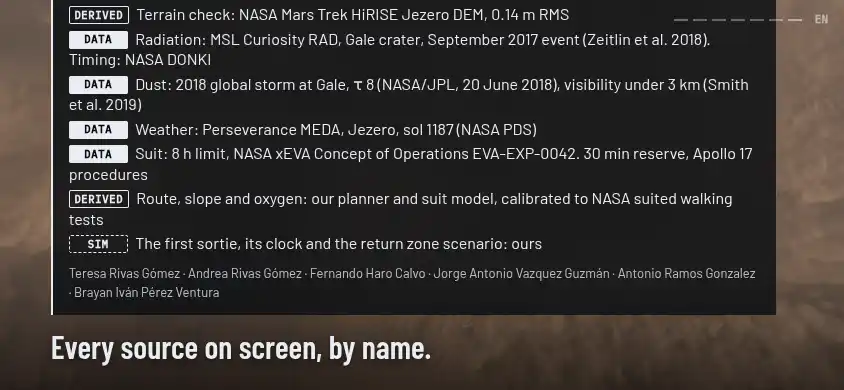 DERIVED Terrain check: NASA Mars Trek HiRISE Jezero DEM, 0.14 m RMS
EN
DATA Radiation: MSL Curiosity RAD, Gale crater, September 2017 event (Zeitlin et al. 2018).
Timing: NASA DONKI
DATA Dust: 2018 global storm at Gale, τ 8 (NASA/JPL, 20 June 2018), visibility under 3 km (Smith
et al. 2019)
DATA Weather: Perseverance MEDA, Jezero, sol 1187 (NASA PDS)
DATA Suit: 8 h limit, NASA xEVA Concept of Operations EVA-EXP-0042. 30 min reserve, Apollo 17
procedures
DERIVED Route, slope and oxygen: our planner and suit model, calibrated to NASA suited walking
tests
SIM The first sortie, its clock and the return zone scenario: ours
Teresa Rivas Gómez · Andrea Rivas Gómez · Fernando Haro Calvo · Jorge Antonio Vazquez Guzmán · Antonio Ramos Gonzalez
· Brayan Iván Pérez Ventura
Every source on screen, by name.